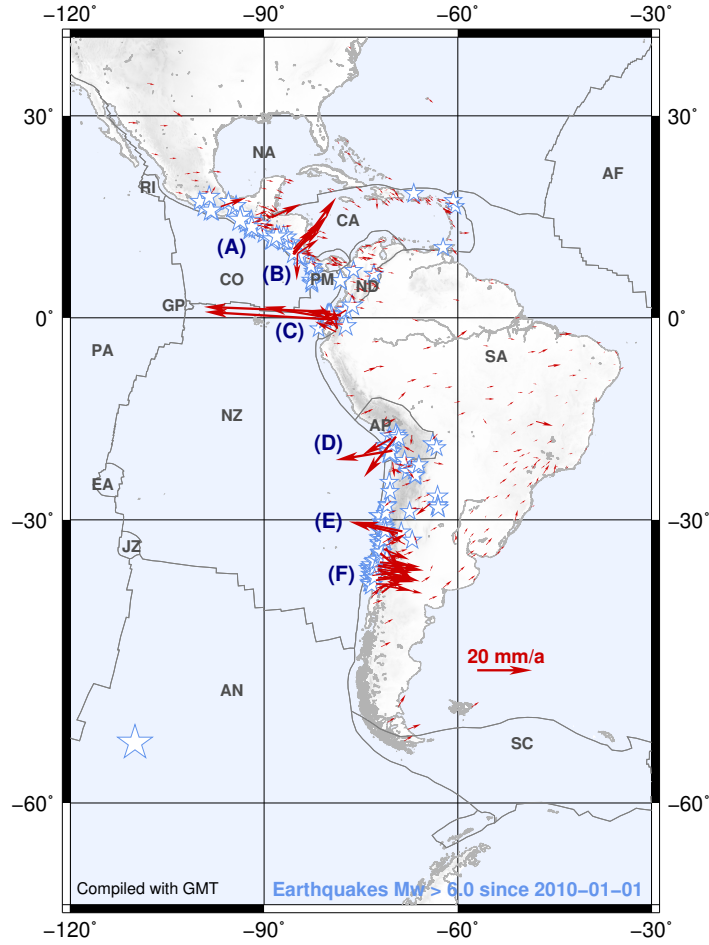 −120˚ −90˚ −60˚ −30˚
30˚ 30˚
NA
AF
RI
CA
(A)
(B)
CO PM ND
GP
0˚ 0˚
(C)
PA SA
NZ
AP
(D)
EA
−30˚ (E) −30˚
JZ
(F)
20 mm/a
AN
SC
−60˚ −60˚
Compiled with GMT Earthquakes Mw > 6.0 since 2010−01−01
−120˚ −90˚ −60˚ −30˚